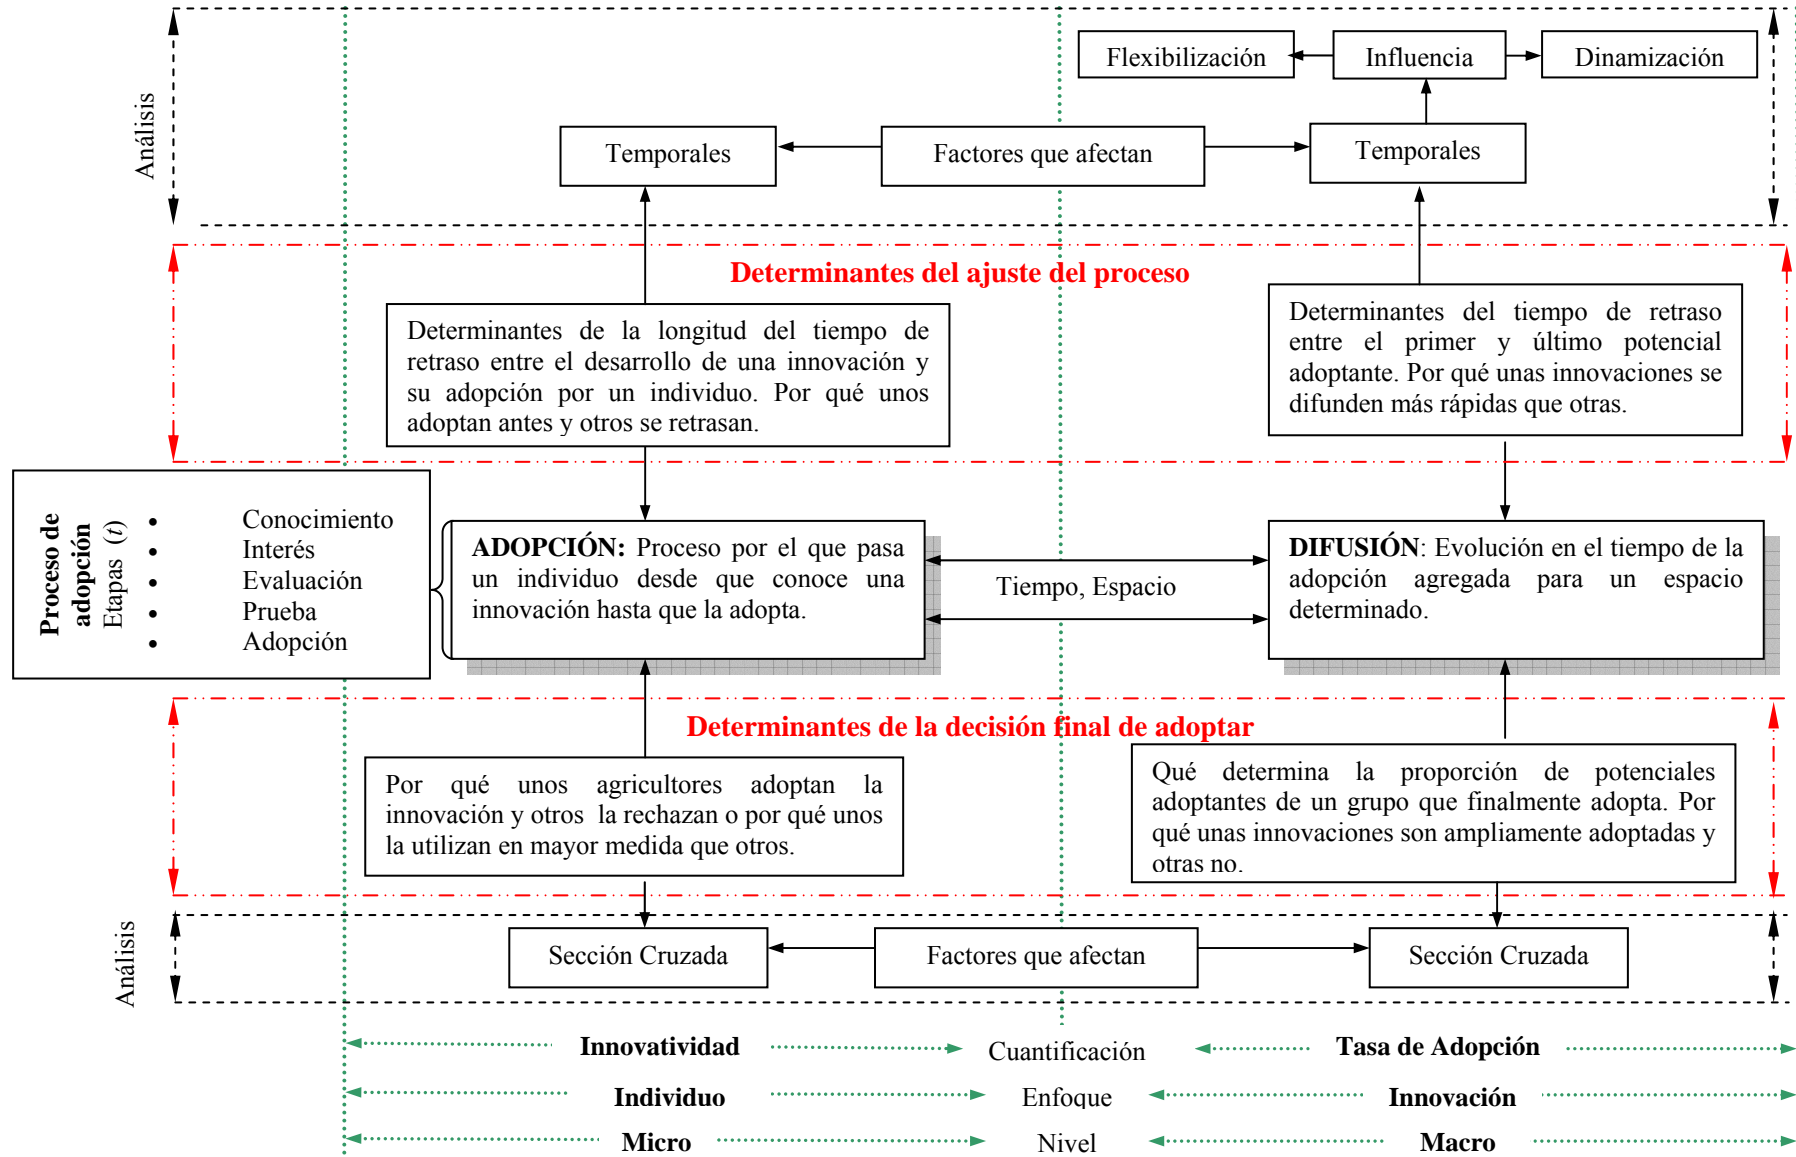 Análisis
Flexibilización
Influencia
Dinamización
Temporales
Factores que afectan
Temporales
Determinantes del ajuste del proceso
Determinantes de la longitud del tiempo de
retraso entre el desarrollo de una innovación y
su adopción por un individuo. Por qué unos
adoptan antes y otros se retrasan.
Determinantes del tiempo de retraso
entre el primer y último potencial
adoptante. Por qué unas innovaciones se
difunden más rápidas que otras.
Proceso de
adopción
Etapas (t)
• Conocimiento
• Interés
• Evaluación
• Prueba
• Adopción
ADOPCIÓN: Proceso por el que pasa
un individuo desde que conoce una
innovación hasta que la adopta.
Tiempo, Espacio
DIFUSIÓN: Evolución en el tiempo de la
adopción agregada para un espacio
determinado.
Determinantes de la decisión final de adoptar
Por qué unos agricultores adoptan la
innovación y otros la rechazan o por qué unos
la utilizan en mayor medida que otros.
Qué determina la proporción de potenciales
adoptantes de un grupo que finalmente adopta. Por
qué unas innovaciones son ampliamente adoptadas y
otras no.
Análisis
Sección Cruzada
Factores que afectan
Sección Cruzada
Innovatividad
Cuantificación
Tasa de Adopción
Individuo
Enfoque
Innovación
Micro
Nivel
Macro